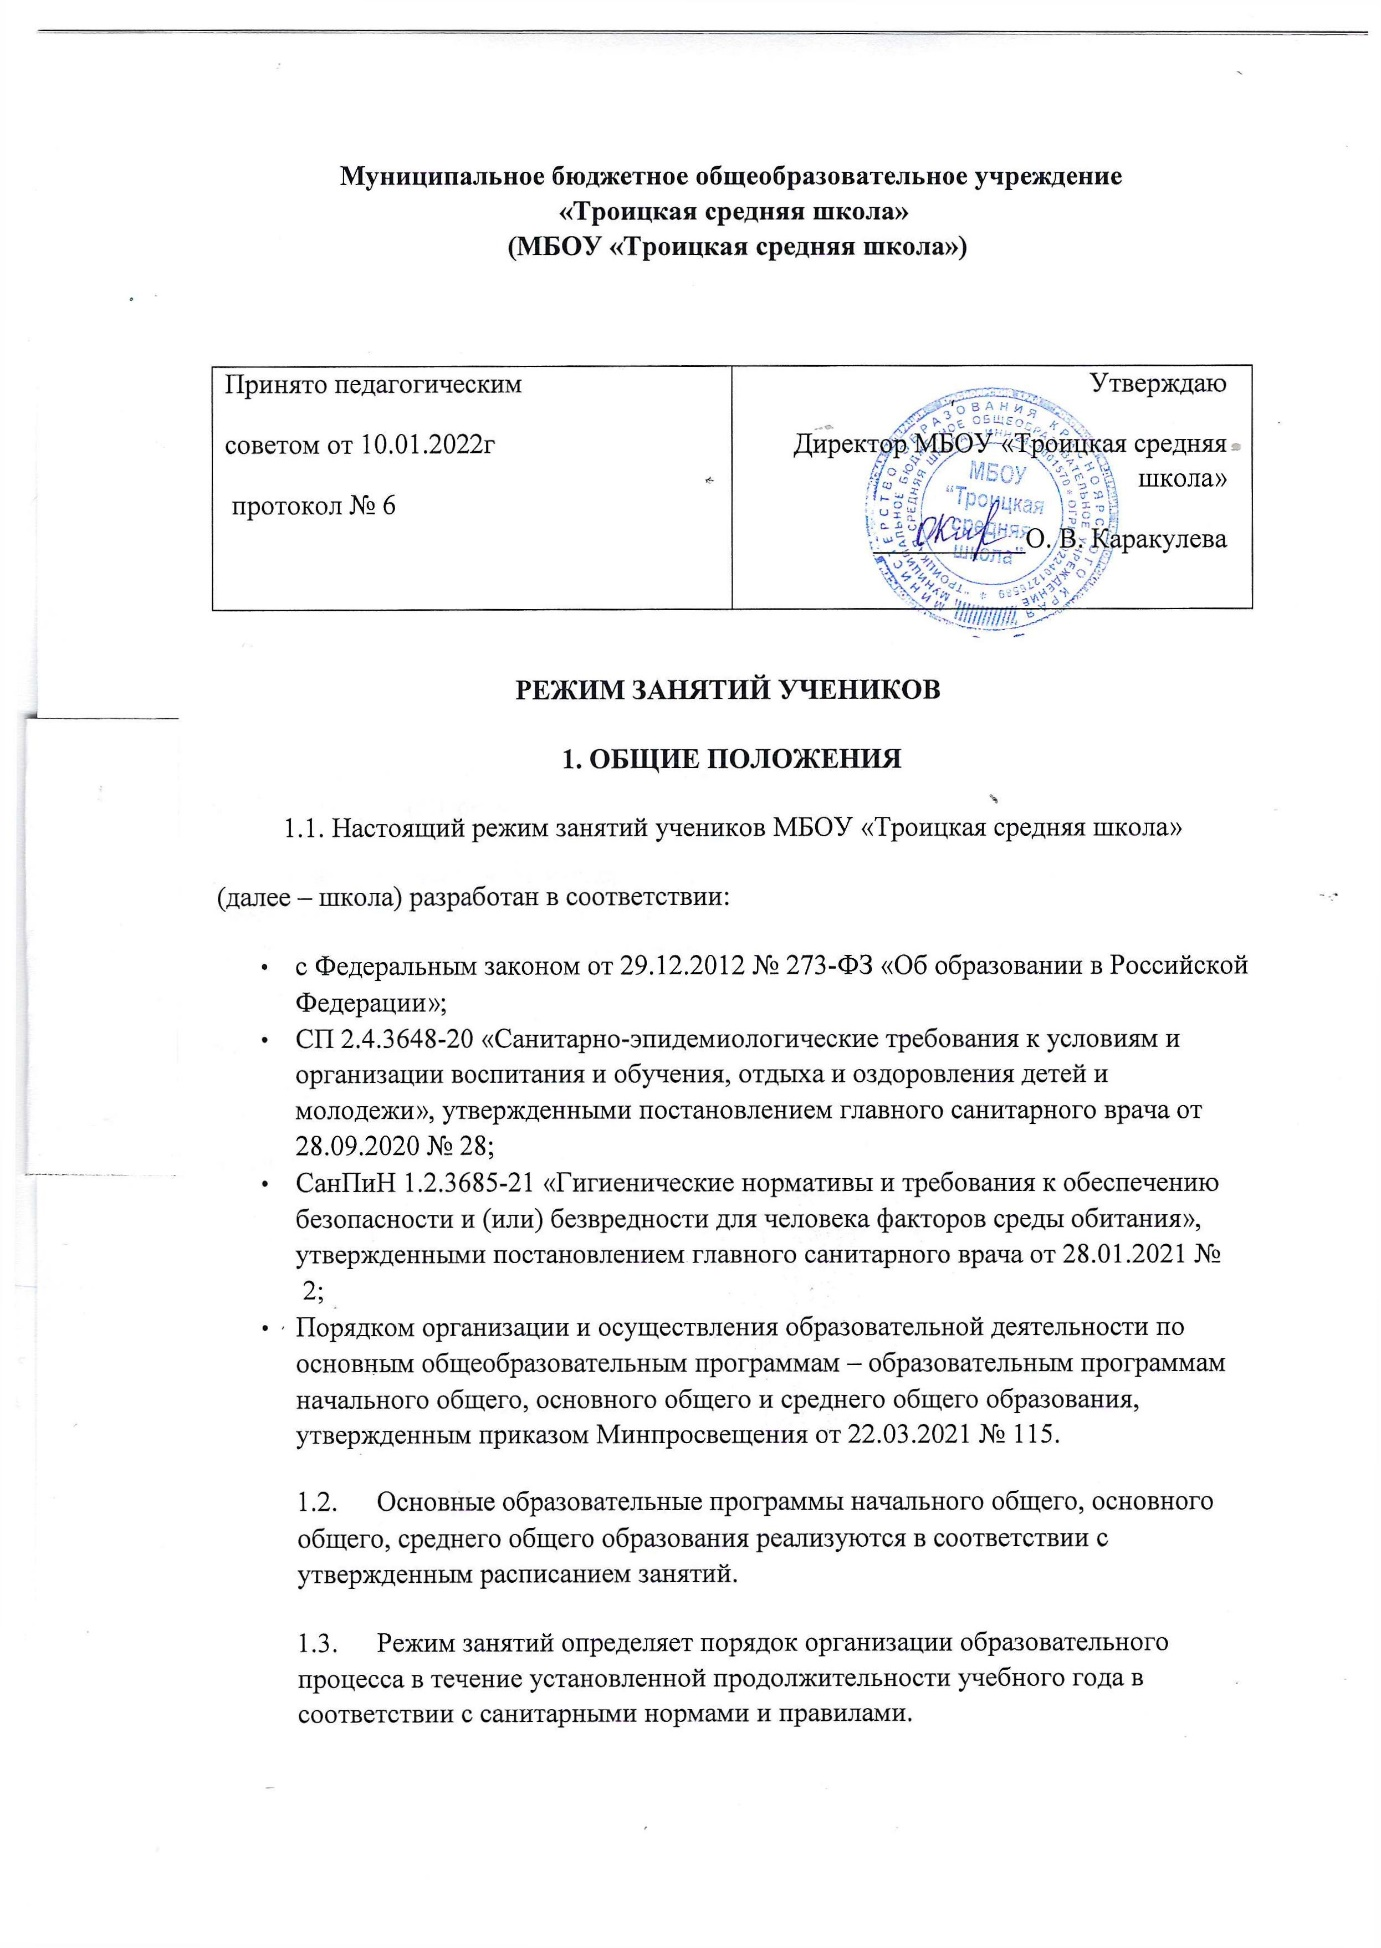 Муниципальное бюджетное общеобразовательное учреждение
«Троицкая средняя школа»
(МБОУ «Троицкая средняя школа»)
Принято педагогическим
советом от 10.01.2022г
протокол № 6
Утверждаю
Директор МБОУ «Троицкая средняя
школа»
О. В. Каракулева
МБОУ
"Троицкая
средняя
школа"
РЕЖИМ ЗАНЯТИЙ УЧЕНИКОВ
1. ОБЩИЕ ПОЛОЖЕНИЯ
1.1. Настоящий режим занятий учеников МБОУ «Троицкая средняя школа»
(далее – школа) разработан в соответствии:
• с Федеральным законом от 29.12.2012 № 273-ФЗ «Об образовании в Российской
Федерации»;
• СП 2.4.3648-20 «Санитарно-эпидемиологические требования к условиям и
организации воспитания и обучения, отдыха и оздоровления детей и
молодежи», утвержденными постановлением главного санитарного врача от
28.09.2020 № 28;
• СанПиН 1.2.3685-21 «Гигиенические нормативы и требования к обеспечению
безопасности и (или) безвредности для человека факторов среды обитания»,
утвержденными постановлением главного санитарного врача от 28.01.2021 №
2;
• Порядком организации и осуществления образовательной деятельности по
основным общеобразовательным программам – образовательным программам
начального общего, основного общего и среднего общего образования,
утвержденным приказом Минпросвещения от 22.03.2021 № 115.
1.2. Основные образовательные программы начального общего, основного
общего, среднего общего образования реализуются в соответствии с
утвержденным расписанием занятий.
1.3. Режим занятий определяет порядок организации образовательного
процесса в течение установленной продолжительности учебного года в
соответствии с санитарными нормами и правилами.